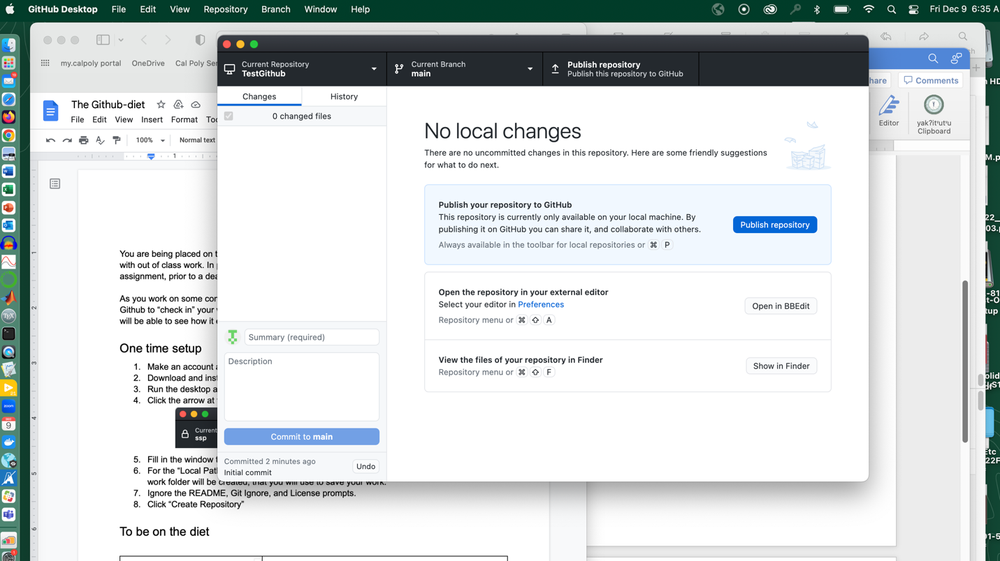 GitHub Desktop File Edit View Repository Branch Window Help
Fri Dec 9 6:35 A
my.calpoly portal OneDrive Cal Poly Ser
The Github-diet
File Edit View Insert Format Too
100% Normal text
1
You are being placed on t
with out of class work. In
assignment, prior to a dea
As you work on some con
Github to “check in” your
will be able to see how it e
One time setup
1. Make an account a
2. Download and inst
3. Run the desktop a
4. Click the arrow at
Current
ssp
5. Fill in the window t
6. For the “Local Path
work folder will be created, that you will use to save your work.
7. Ignore the README, Git Ignore, and License prompts.
8. Click “Create Repository”
To be on the diet
Current Repository
TestGithub
Current Branch
main
Publish repository
Publish this repository to GitHub
Changes History
0 changed files
Summary (required)
Description
Commit to main
Committed 2 minutes ago
Initial commit
Undo
No local changes
There are no uncommitted changes in this repository. Here are some friendly suggestions
for what to do next.
Publish your repository to GitHub
This repository is currently only available on your local machine. By
publishing it on GitHub you can share it, and collaborate with others.
Always available in the toolbar for local repositories or ⌘ P
Publish repository
Open the repository in your external editor
Select your editor in Preferences
Repository menu or ⌘ ⇧ A
Open in BBEdit
View the files of your repository in Finder
Repository menu or ⌘ ⇧ F
Show in Finder
hare
Comments
Editor
Clipboard